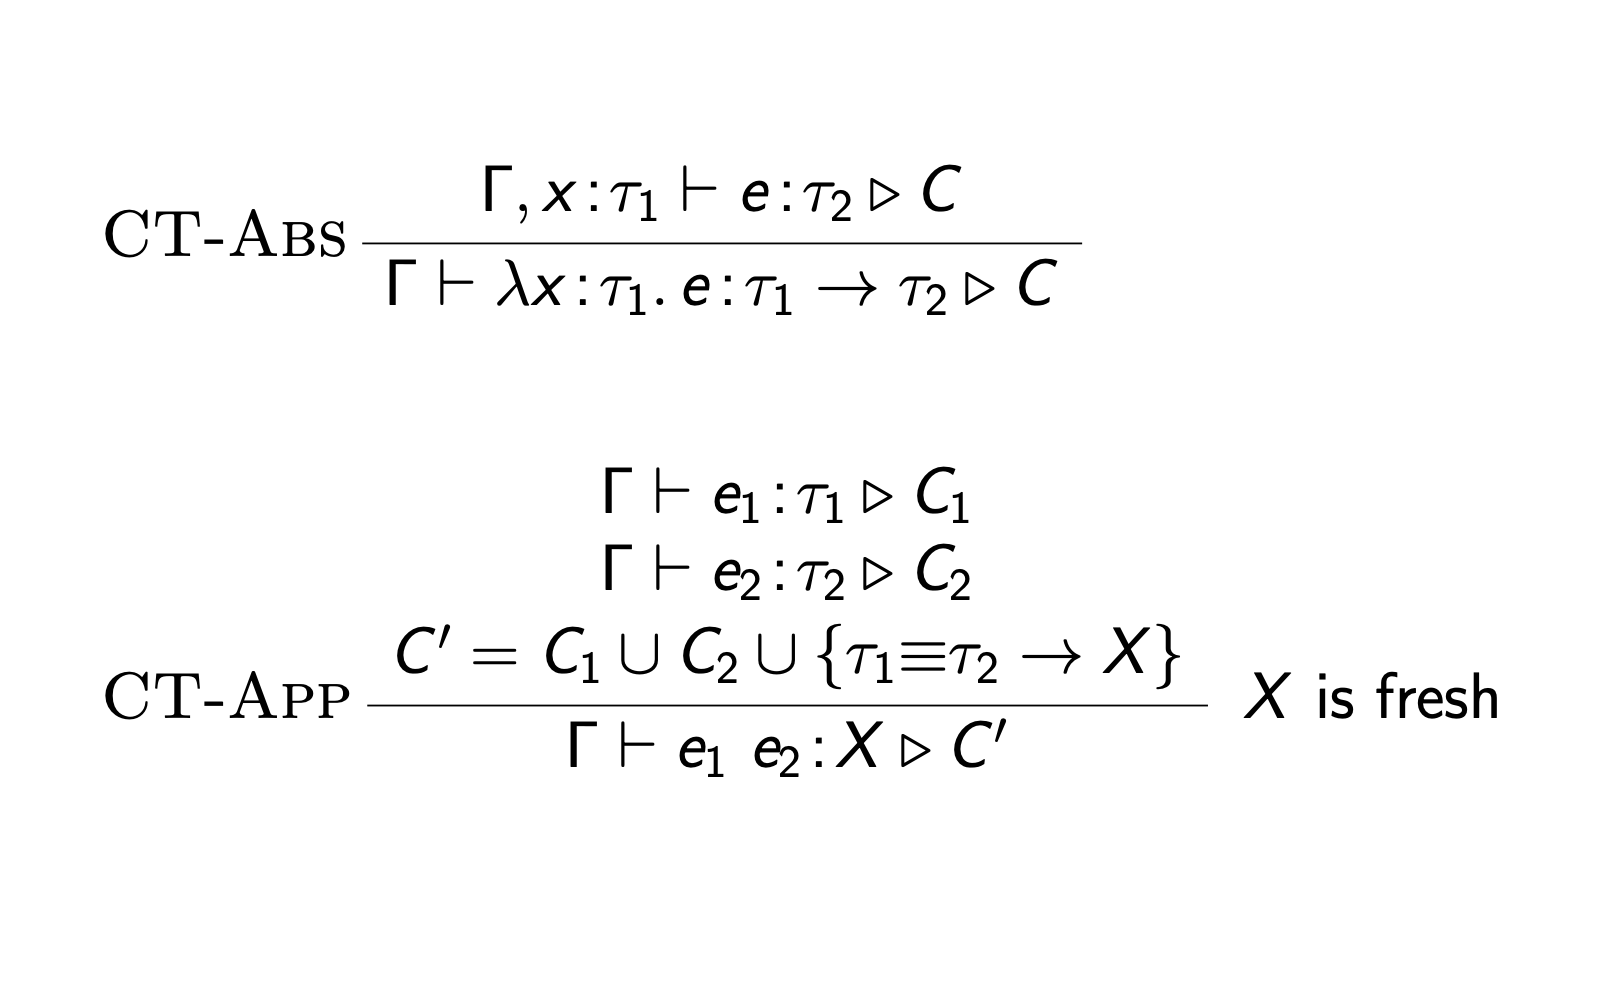 Γ, x : τ₁ ⊢ e : τ₂ ▷ C
CT-Abs
Γ ⊢ λx : τ₁. e : τ₁ → τ₂ ▷ C
Γ ⊢ e₁ : τ₁ ▷ C₁
Γ ⊢ e₂ : τ₂ ▷ C₂
C′ = C₁ ∪ C₂ ∪ {τ₁≡τ₂ → X}
CT-App X is fresh
Γ ⊢ e₁ e₂ : X ▷ C′